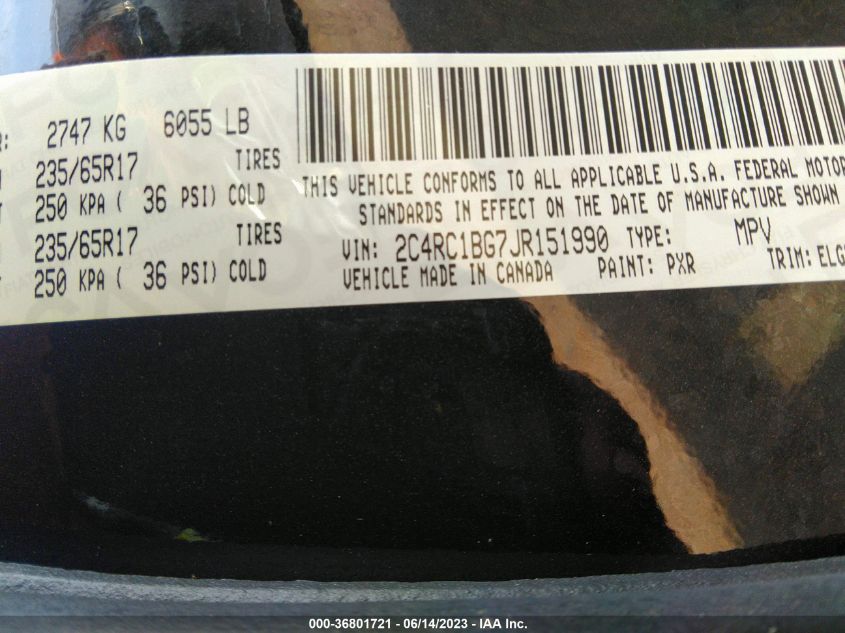 2747 KG 6055 LB
235/65R17 TIRES
250 KPA ( 36 PSI) COLD
235/65R17 TIRES
250 KPA ( 36 PSI) COLD
THIS VEHICLE CONFORMS TO ALL APPLICABLE U.S.A. FEDERAL MOTOR
STANDARDS IN EFFECT ON THE DATE OF MANUFACTURE SHOWN
VIN: 2C4RC1BG7JR151990 TYPE: MPV
VEHICLE MADE IN CANADA PAINT: PXR TRIM: ELG
000-36801721 - 06/14/2023 - IAA Inc.